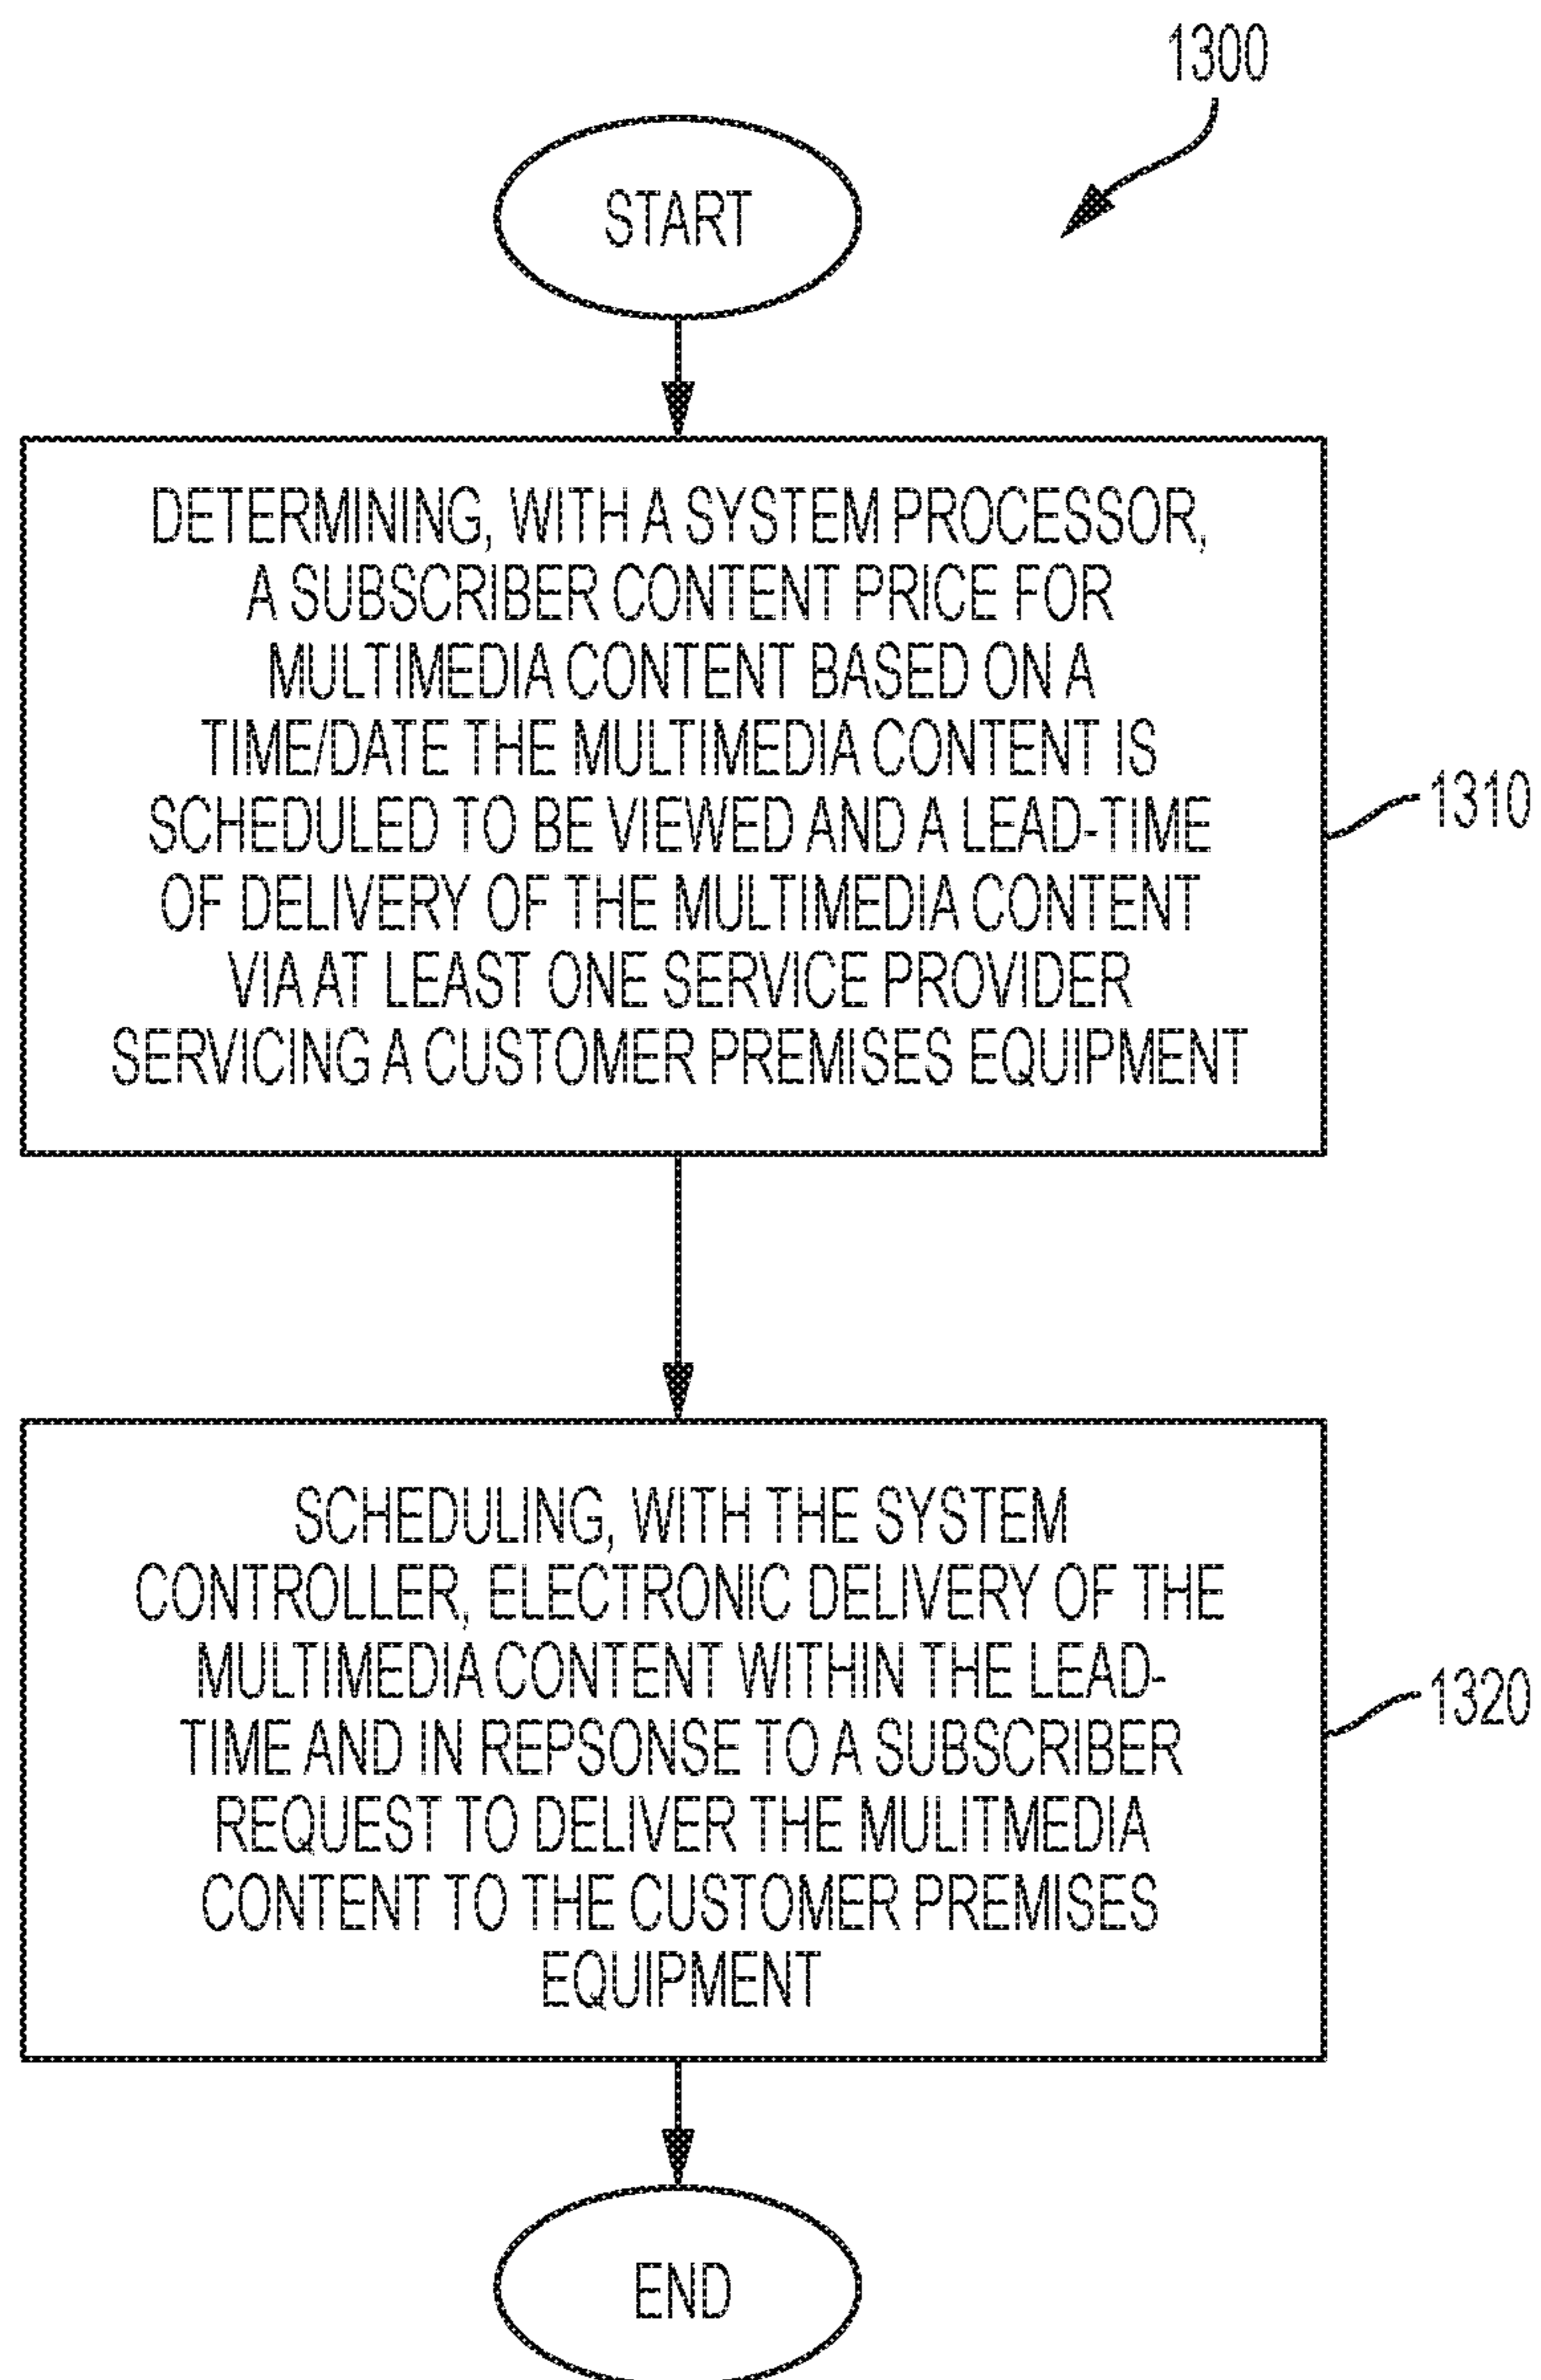 1300
START
DETERMINING, WITH A SYSTEM PROCESSOR,
A SUBSCRIBER CONTENT PRICE FOR
MULTIMEDIA CONTENT BASED ON A
TIME/DATE THE MULTIMEDIA CONTENT IS
SCHEDULED TO BE VIEWED AND A LEAD-TIME
OF DELIVERY OF THE MULTIMEDIA CONTENT
VIA AT LEAST ONE SERVICE PROVIDER
SERVICING A CUSTOMER PREMISES EQUIPMENT
1310
SCHEDULING, WITH THE SYSTEM
CONTROLLER, ELECTRONIC DELIVERY OF THE
MULTIMEDIA CONTENT WITHIN THE LEAD-
TIME AND IN REPSONSE TO A SUBSCRIBER
REQUEST TO DELIVER THE MULITMEDIA
CONTENT TO THE CUSTOMER PREMISES
EQUIPMENT
1320
END